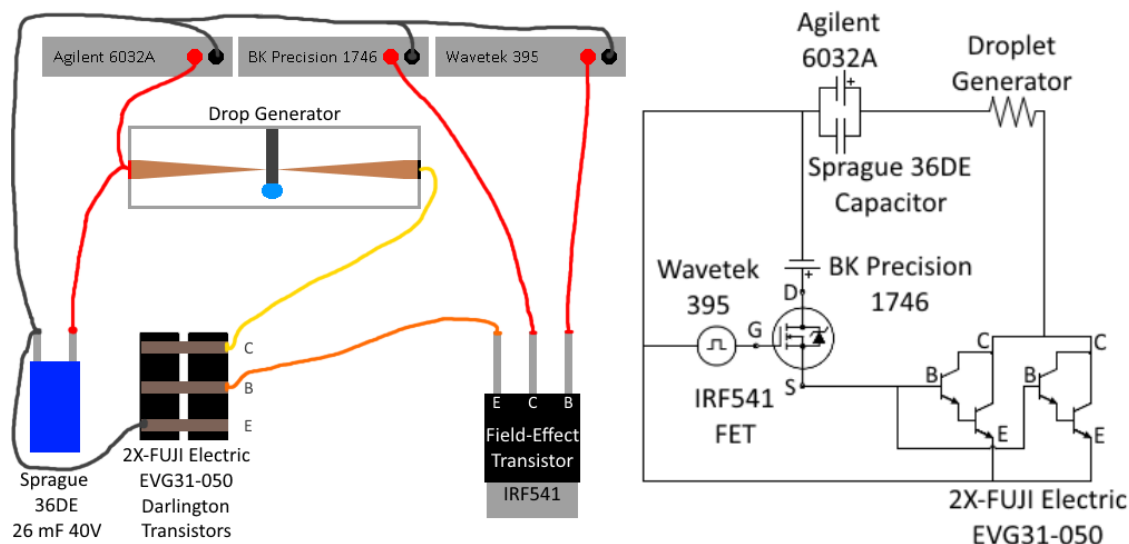 Agilent 6032A
BK Precision 1746
Wavetek 395
Drop Generator
C
B
E
E
C
B
Field-Effect
Transistor
IRF541
Sprague
36DE
26 mF 40V
2X-FUJI Electric
EVG31-050
Darlington
Transistors
Agilent
6032A
+
Droplet
Generator
Sprague 36DE
Capacitor
Wavetek
395
BK Precision
1746
+
D
G
S
IRF541
FET
C
C
B
B
E
E
2X-FUJI Electric
EVG31-050